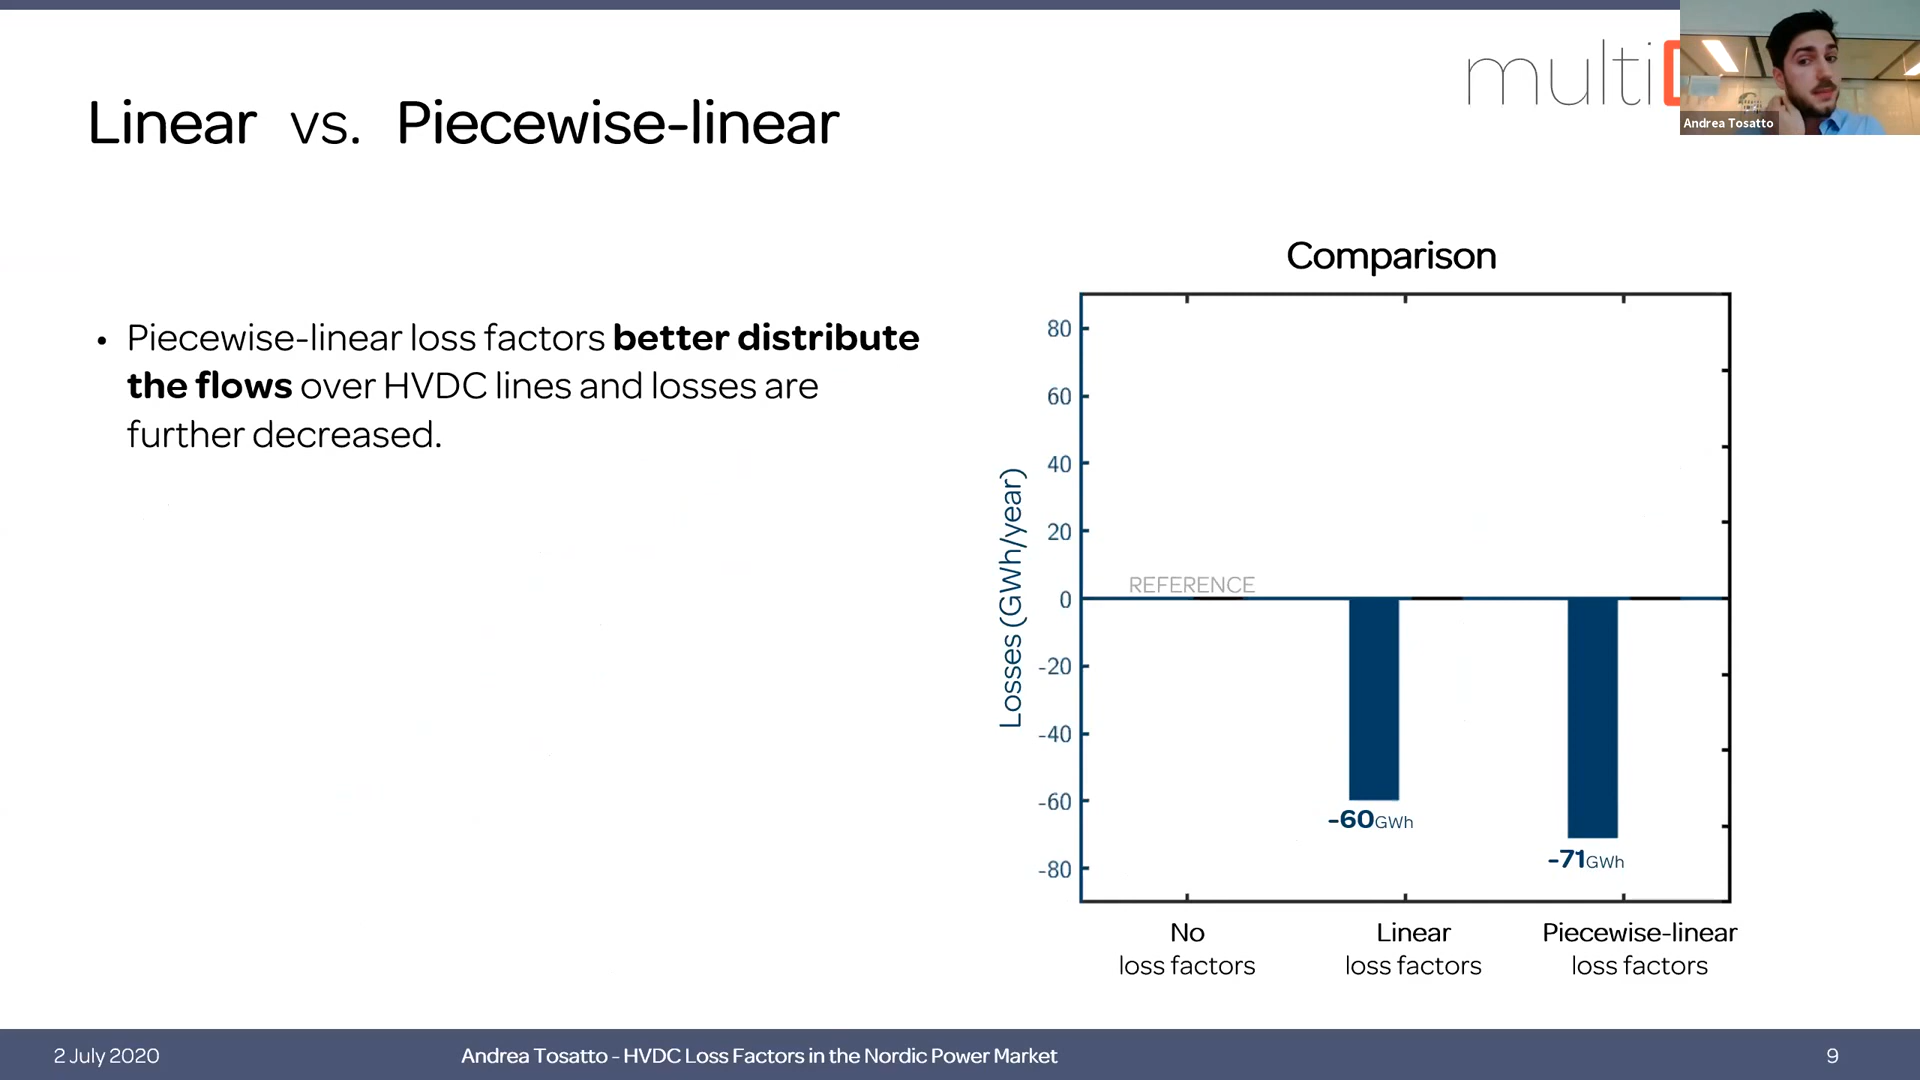 multi
Andrea Tosatto
Linear vs. Piecewise-linear
• Piecewise-linear loss factors better distribute
the flows over HVDC lines and losses are
further decreased.
Comparison
Losses (GWh/year)
80
60
40
20
0
-20
-40
-60
-80
REFERENCE
-60GWh
-71GWh
No
loss factors
Linear
loss factors
Piecewise-linear
loss factors
2 July 2020
Andrea Tosatto - HVDC Loss Factors in the Nordic Power Market
9